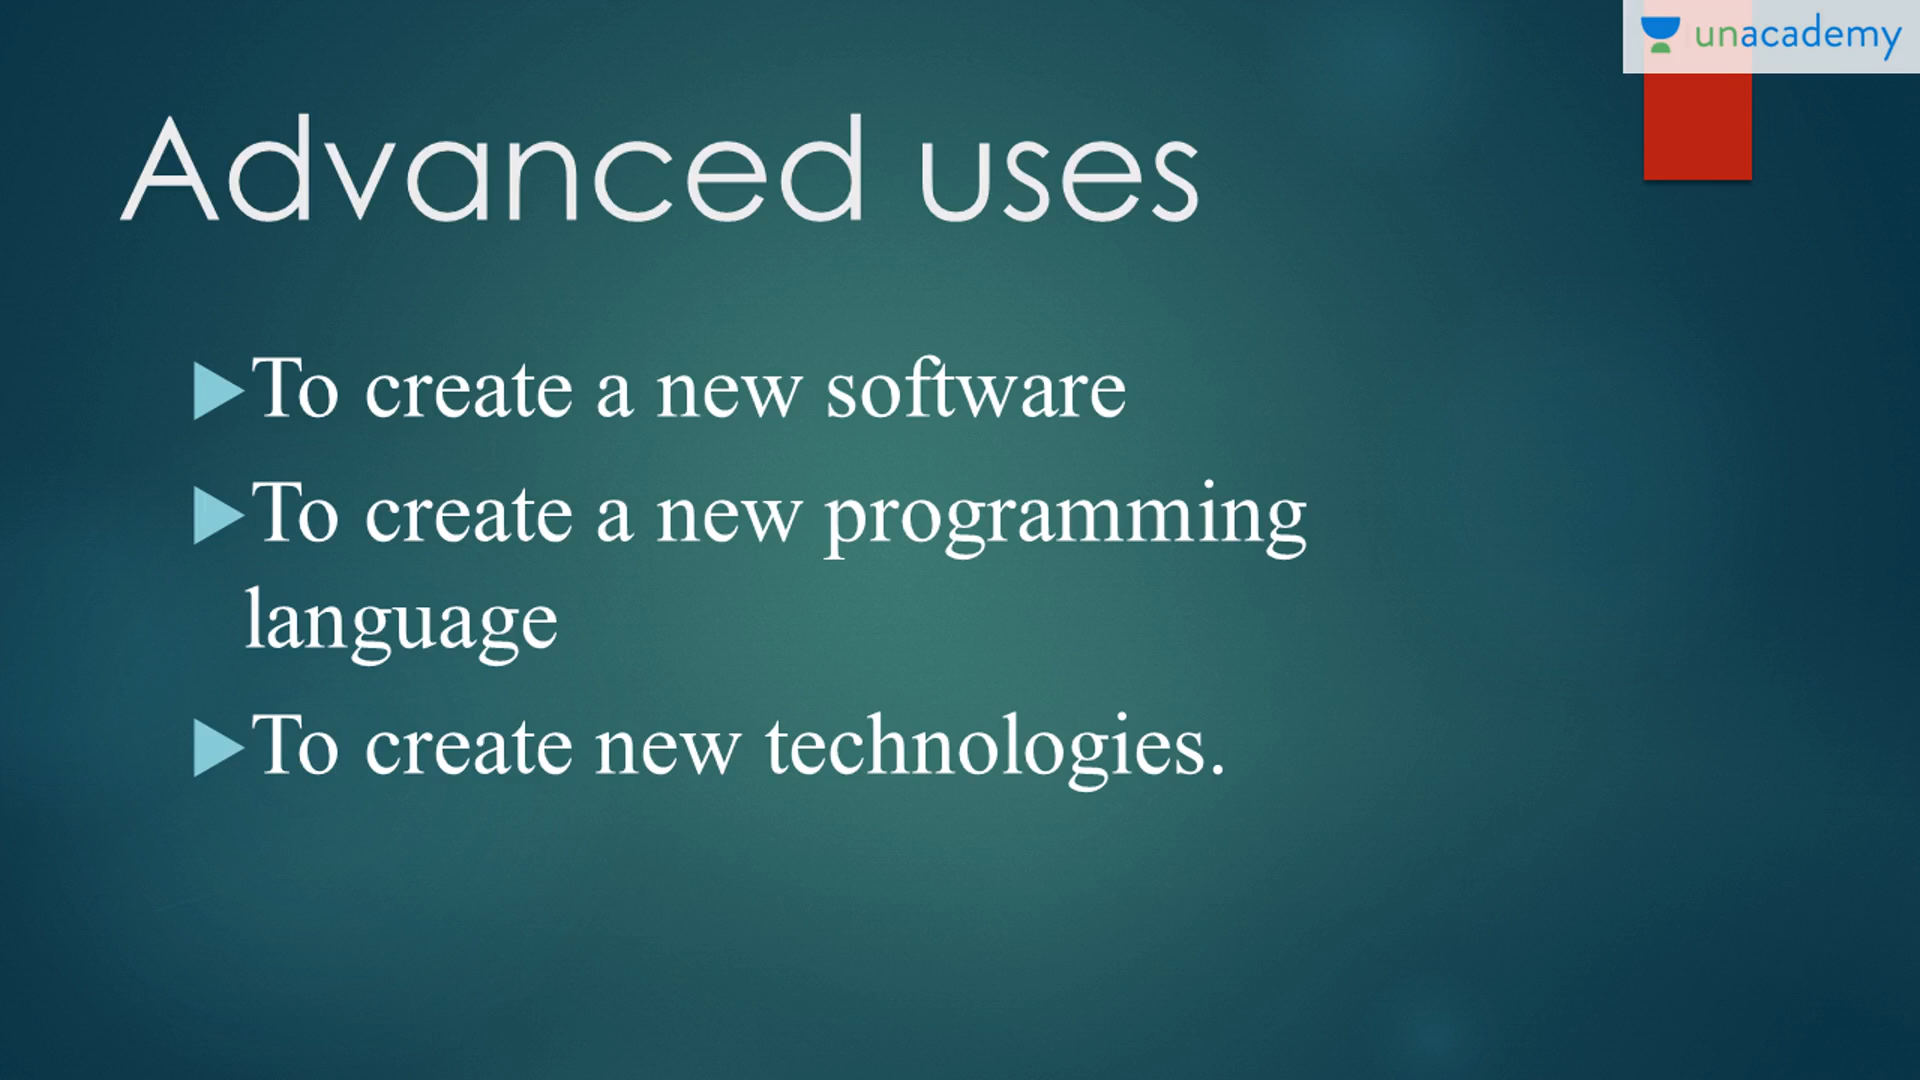 unacademy
Advanced uses
To create a new software
To create a new programming
language
To create new technologies.